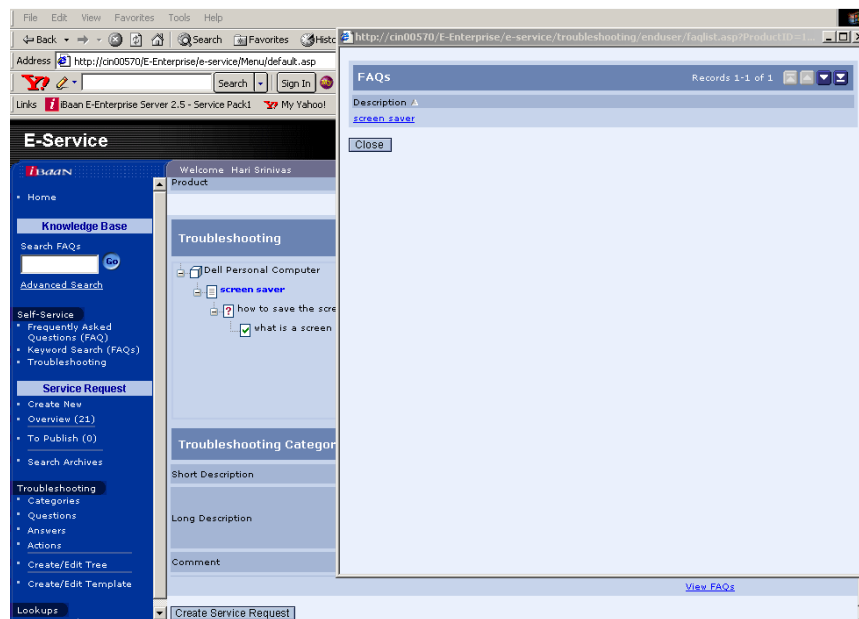 File Edit View Favorites Tools Help
Back
Search Favorites Histo
Address http://cin00570/E-Enterprise/e-service/Menu/default.asp
Y? Search Sign In
Links iBaan E-Enterprise Server 2.5 - Service Pack1 My Yahoo!
http://cin00570/E-Enterprise/e-service/troubleshooting/enduser/faqlist.asp?ProductID=1...
FAQs Records 1-1 of 1
Description
screen saver
Close
E-Service
iBaan
Welcome Hari Srinivas
Product
Home
Knowledge Base
Search FAQs
Go
Advanced Search
Self-Service
Frequently Asked
Questions (FAQ)
Keyword Search (FAQs)
Troubleshooting
Service Request
Create New
Overview (21)
To Publish (0)
Search Archives
Troubleshooting
Categories
Questions
Answers
Actions
Create/Edit Tree
Create/Edit Template
Lookups
Troubleshooting
Dell Personal Computer
screen saver
how to save the scre
what is a screen
Troubleshooting Categor
Short Description
Long Description
Comment
View FAQs
Create Service Request